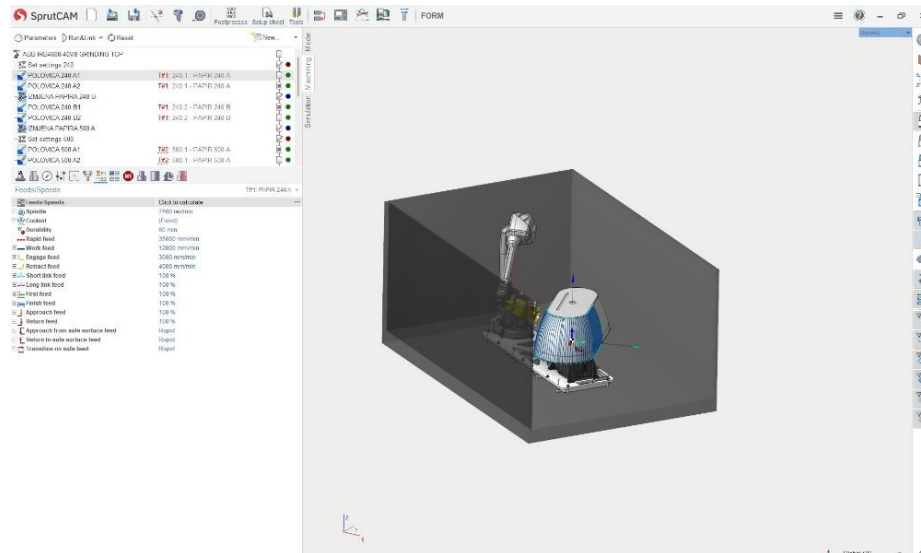 SprutCAM
Postprocess Setup sheet Tools
FORM
Parameters Run&Link Reset
New...
Machining Mode
Simulation
GRINDING TCP
Set settings 240
POLOVICA 240 A1 T#1: 240.1 - PAPIR 240 A
POLOVICA 240 A2 T#1: 240.1 - PAPIR 240 A
IZMJENA PAPIRA 240 B
POLOVICA 240 B1 T#1: 240.2 - PAPIR 240 B
POLOVICA 240 B2 T#1: 240.2 - PAPIR 240 B
IZMJENA PAPIRA 500 A
Set settings 500
POLOVICA 500 A1 T#2: 500.1 - PAPIR 500 A
POLOVICA 500 A2 T#2: 500.1 - PAPIR 500 A
Feeds/Speeds T#1: PAPIR 240 A
Feeds/Speeds Click to calculate
Spindle
Coolant (Fixed)
Durability 60 min
Rapid feed 35000 mm/min
Work feed 12000 mm/min
Engage feed 3000 mm/min
Retract feed 4000 mm/min
Short link feed 100 %
Long link feed 100 %
First feed 100 %
Finish feed 100 %
Approach feed 100 %
Return feed 100 %
Approach from safe surface feed Rapid
Return to safe surface feed Rapid
Transition on safe feed Rapid